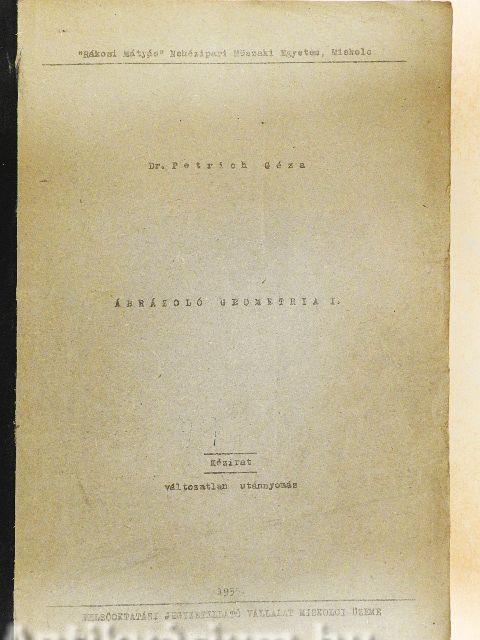 "Rákosi Mátyás" Nehézipari Műszaki Egyetem, Miskolc
Dr. Petrich Géza
ÁBRÁZOLÓ GEOMETRIA I.
Kézirat
változatlan utánnyomás
FELSŐOKTATÁSI JEGYZETELLÁTÓ VÁLLALAT MISKOLCI ÜZEME